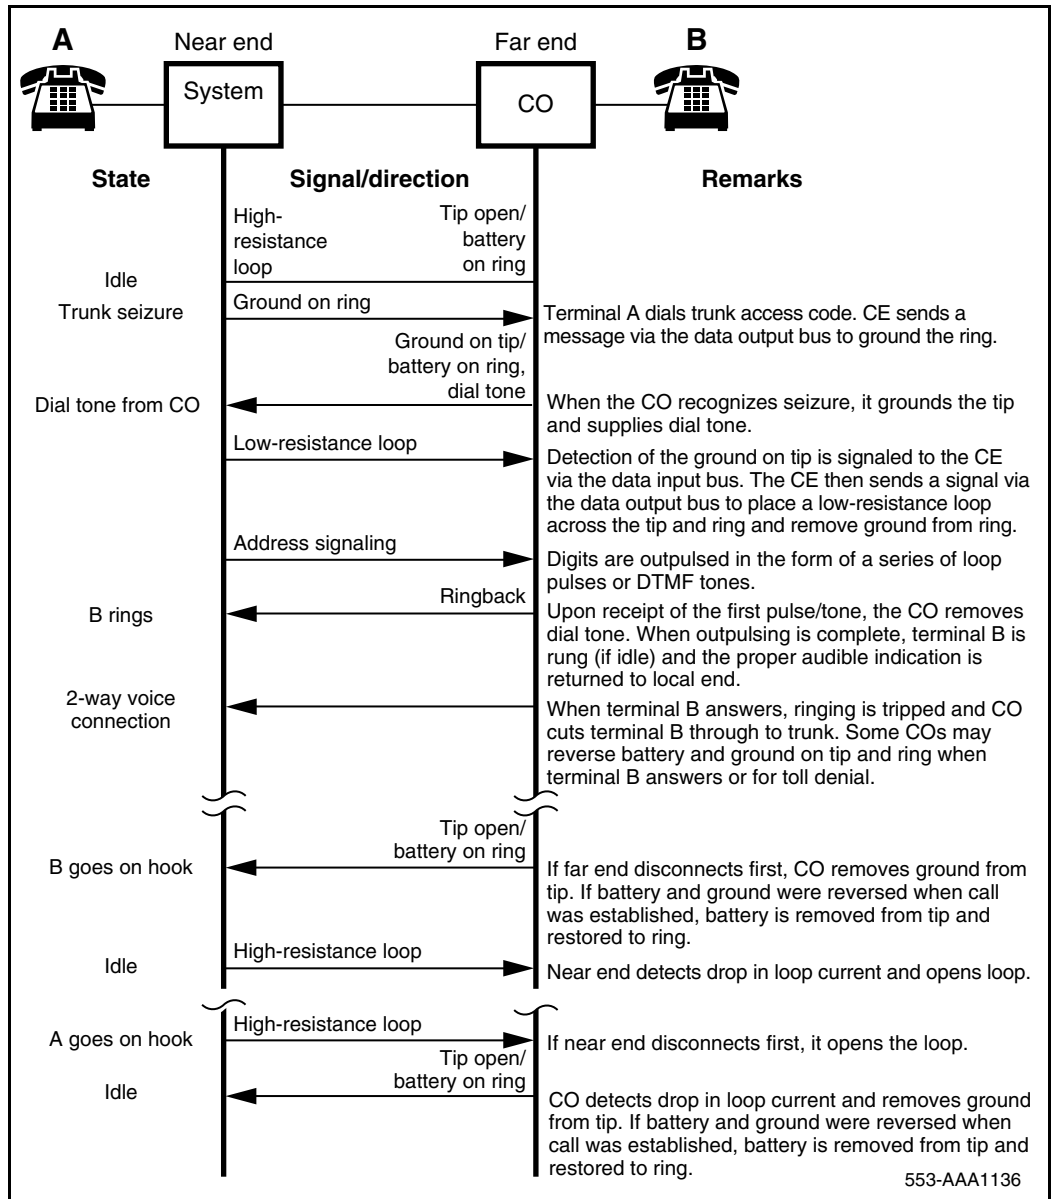 A
Near end
Far end
B
System
CO
State
Signal/direction
Remarks
High-
resistance
loop
Tip open/
battery
on ring
Idle
Trunk seizure
Ground on ring
Terminal A dials trunk access code. CE sends a
message via the data output bus to ground the ring.
Ground on tip/
battery on ring,
dial tone
Dial tone from CO
When the CO recognizes seizure, it grounds the tip
and supplies dial tone.
Low-resistance loop
Detection of the ground on tip is signaled to the CE
via the data input bus. The CE then sends a signal via
the data output bus to place a low-resistance loop
across the tip and ring and remove ground from ring.
Address signaling
Digits are outpulsed in the form of a series of loop
pulses or DTMF tones.
Ringback
B rings
Upon receipt of the first pulse/tone, the CO removes
dial tone. When outpulsing is complete, terminal B is
rung (if idle) and the proper audible indication is
returned to local end.
2-way voice
connection
When terminal B answers, ringing is tripped and CO
cuts terminal B through to trunk. Some COs may
reverse battery and ground on tip and ring when
terminal B answers or for toll denial.
Tip open/
battery on ring
B goes on hook
If far end disconnects first, CO removes ground from
tip. If battery and ground were reversed when call
was established, battery is removed from tip and
restored to ring.
Idle
High-resistance loop
Near end detects drop in loop current and opens loop.
A goes on hook
High-resistance loop
If near end disconnects first, it opens the loop.
Tip open/
battery on ring
Idle
CO detects drop in loop current and removes ground
from tip. If battery and ground were reversed when
call was established, battery is removed from tip and
restored to ring.
553-AAA1136